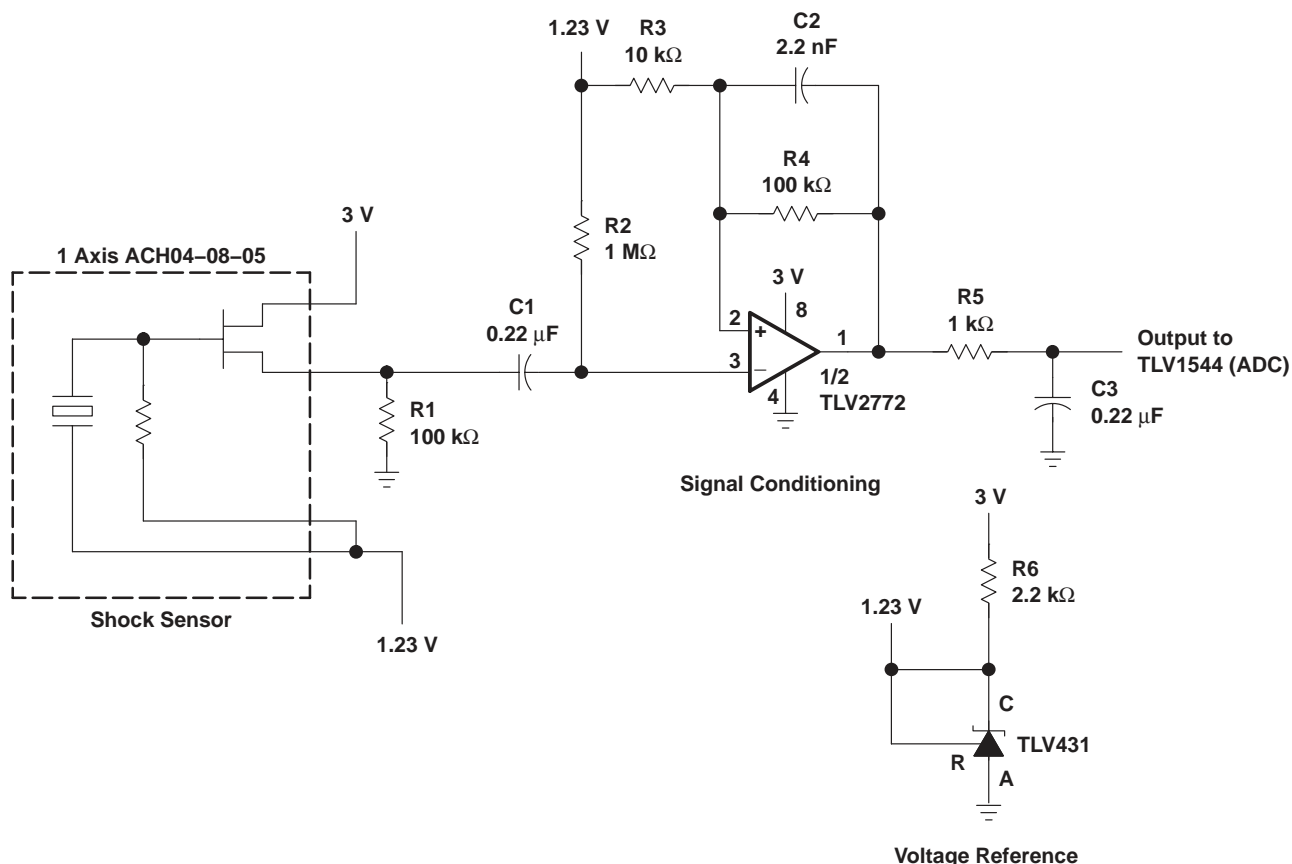 1.23 V
R3
10 kΩ
C2
2.2 nF
R4
100 kΩ
3 V
R2
1 MΩ
1 Axis ACH04–08–05
3 V
C1
0.22 μF
2
+
8
1
3
–
4
1/2
TLV2772
R5
1 kΩ
Output to
TLV1544 (ADC)
C3
0.22 μF
R1
100 kΩ
Signal Conditioning
3 V
R6
2.2 kΩ
1.23 V
Shock Sensor
1.23 V
C
TLV431
R
A
Voltage Reference